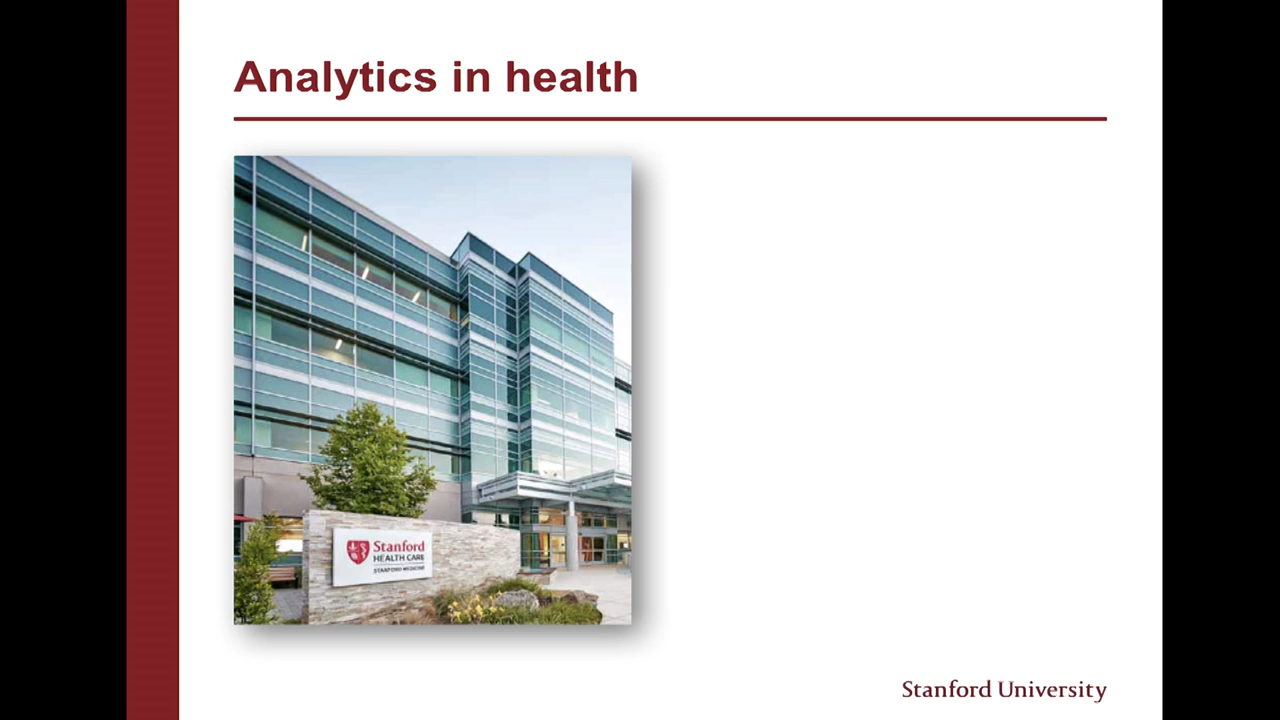 Analytics in health
Stanford
HEALTH CARE
STANFORD MEDICINE
Stanford University